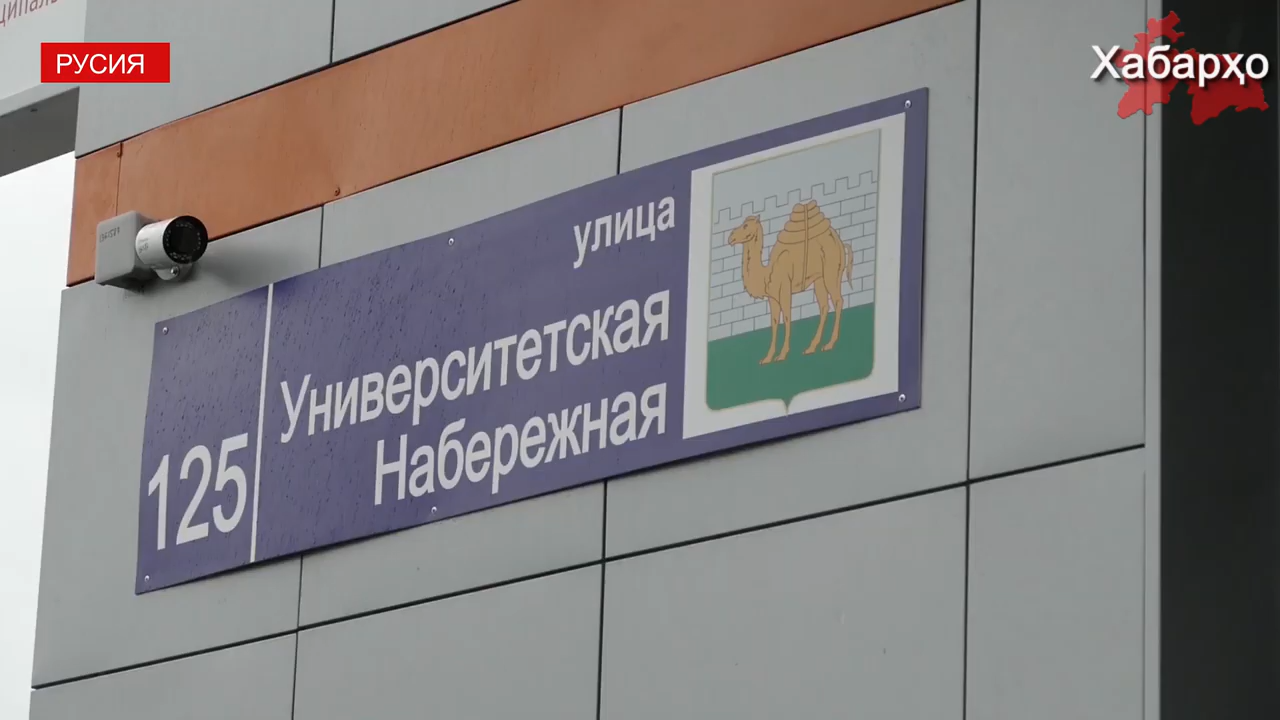 РУСИЯ
Хабарҳо
улица
Университетская
Набережная
125